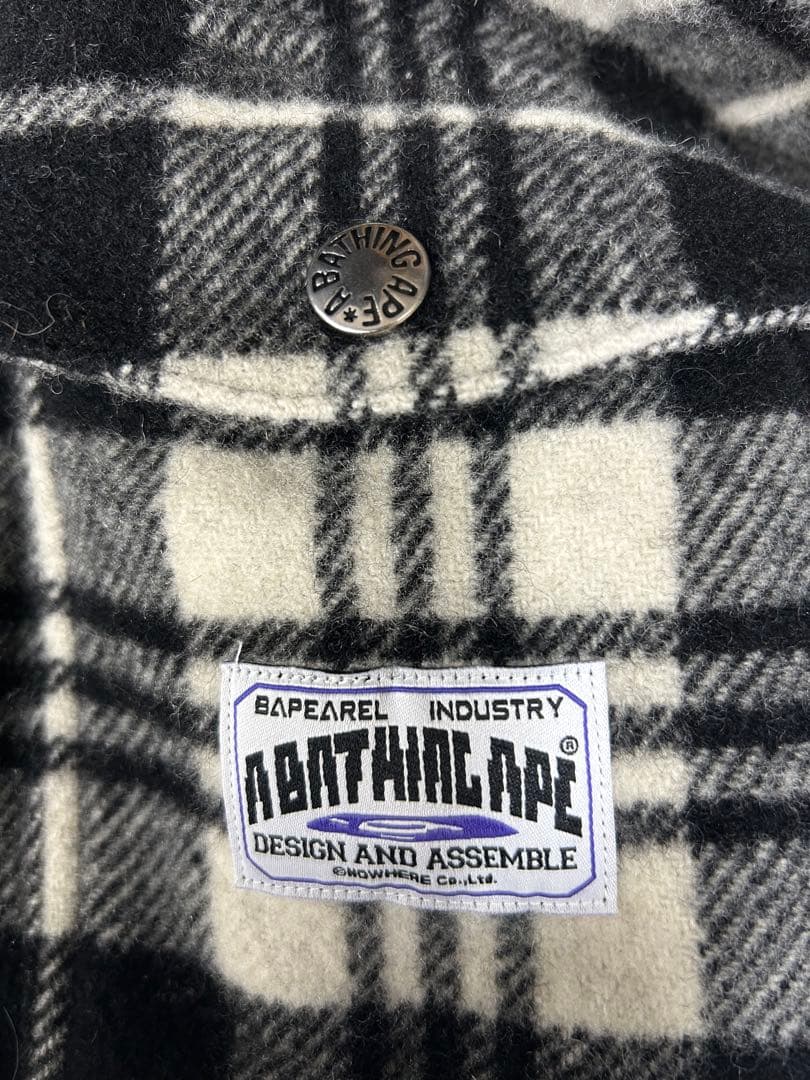 A BATHING APE*
BAPEAREL INDUSTRY
A BATHING APE®
DESIGN AND ASSEMBLE
©NOWHERE Co.,Ltd.